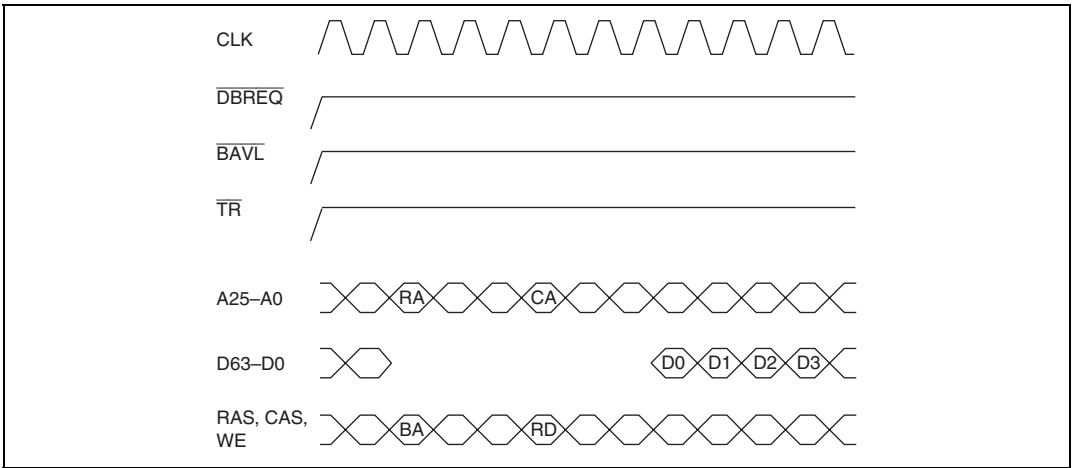 CLK
DBREQ
BAVL
TR
A25–A0 RA CA
D63–D0 D0 D1 D2 D3
RAS, CAS,
WE BA RD